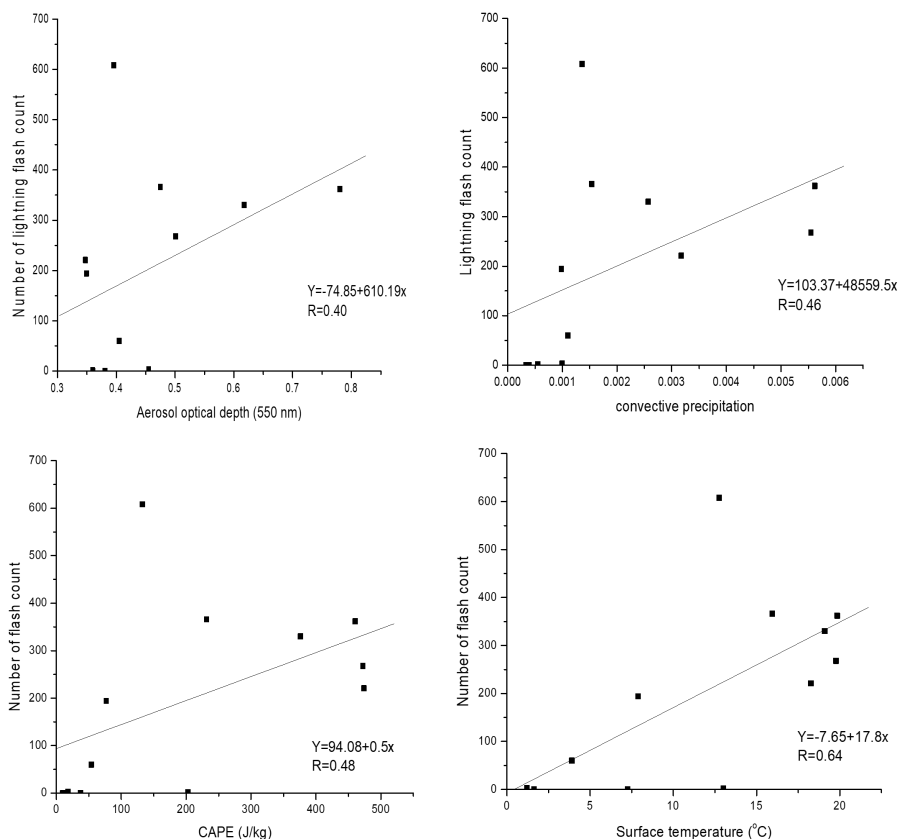 700
600
500
400
300
200
100
0
Number of lightning flash count
0.3 0.4 0.5 0.6 0.7 0.8
Aerosol optical depth (550 nm)
Y=-74.85+610.19x
R=0.40
700
600
500
400
300
200
100
0
Lightning flash count
0.000 0.001 0.002 0.003 0.004 0.005 0.006
convective precipitation
Y=103.37+48559.5x
R=0.46
700
600
500
400
300
200
100
0
Number of flash count
0 100 200 300 400 500
CAPE (J/kg)
Y=94.08+0.5x
R=0.48
700
600
500
400
300
200
100
0
Number of flash count
0 5 10 15 20
Surface temperature (°C)
Y=-7.65+17.8x
R=0.64